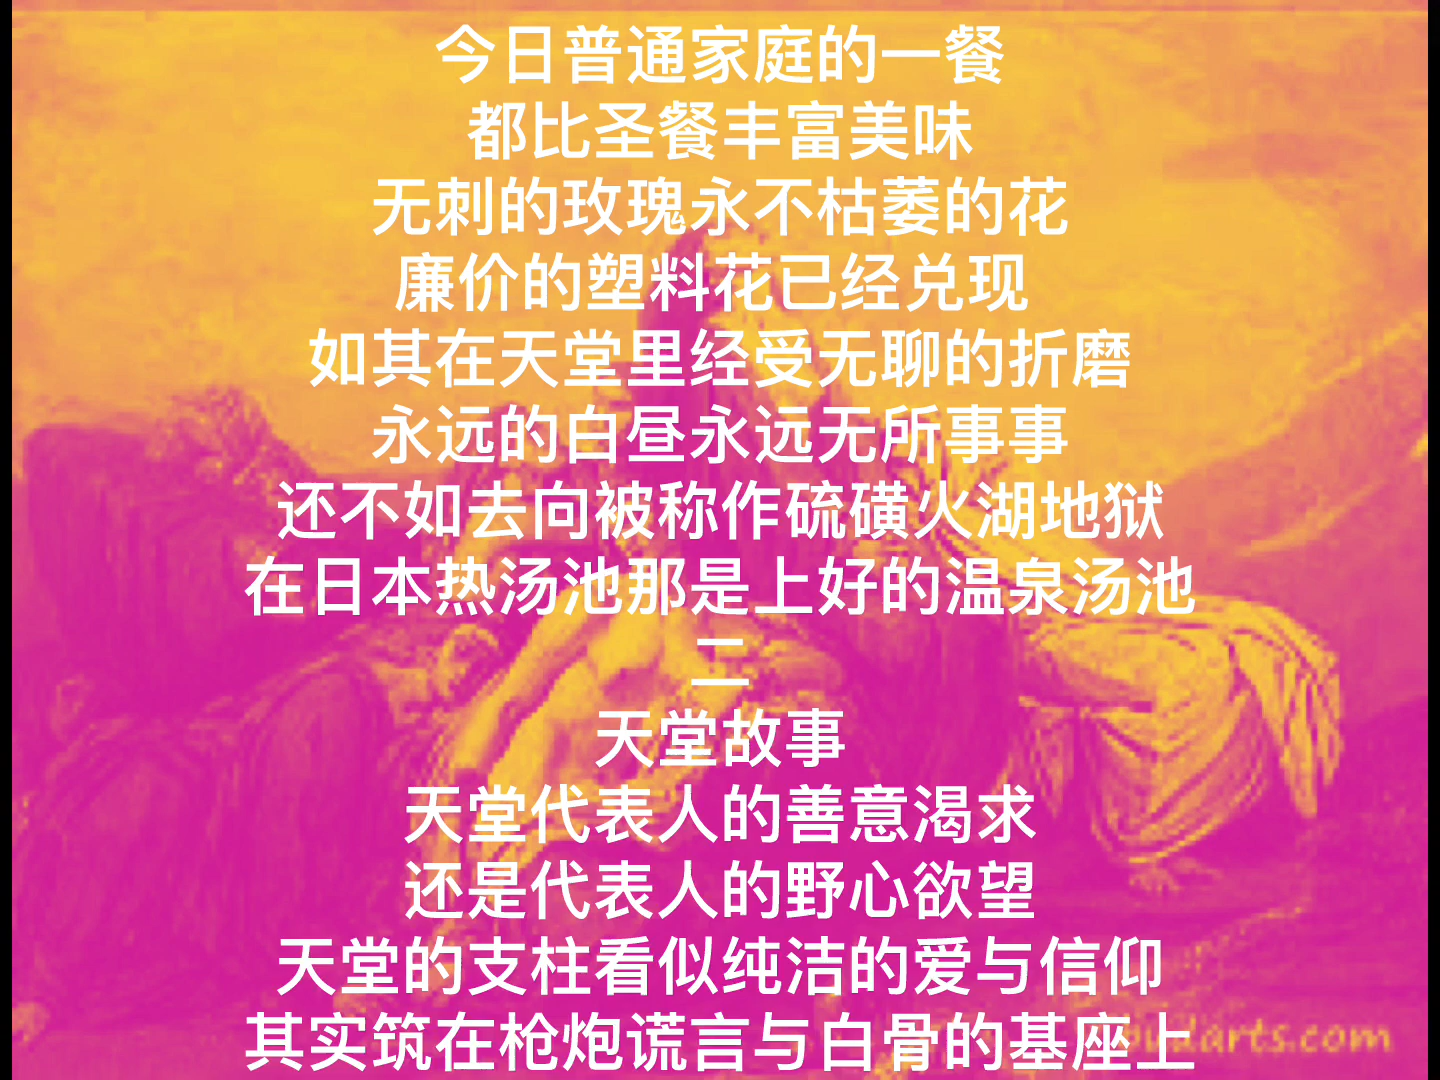 今日普通家庭的一餐
都比圣餐丰富美味
无刺的玫瑰永不枯萎的花
廉价的塑料花已经兑现
如其在天堂里经受无聊的折磨
永远的白昼永远无所事事
还不如去向被称作硫磺火湖地狱
在日本热汤池那是上好的温泉汤池
二
天堂故事
天堂代表人的善意渴求
还是代表人的野心欲望
天堂的支柱看似纯洁的爱与信仰
其实筑在枪炮谎言与白骨的基座上